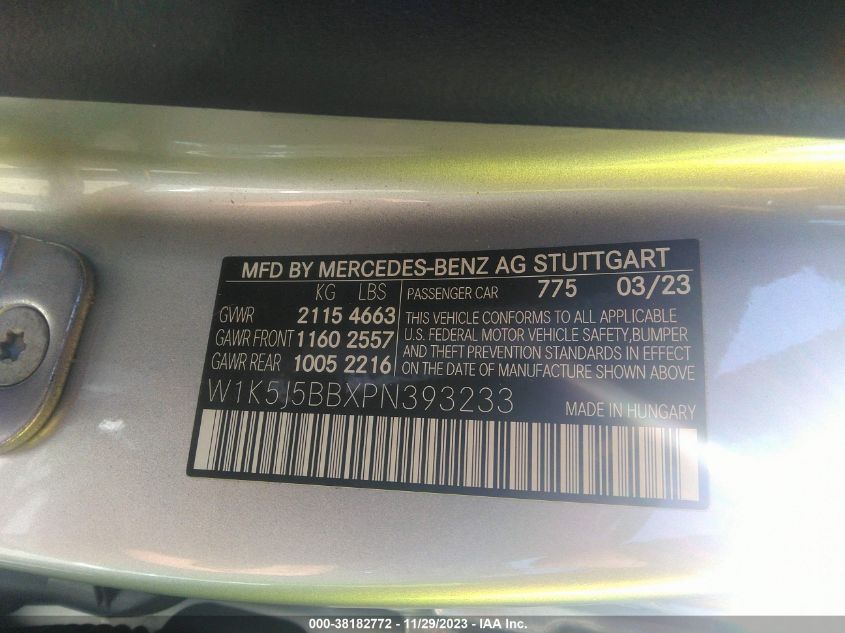 MFD BY MERCEDES-BENZ AG STUTTGART
KG LBS
GVWR 2115 4663
GAWR FRONT 1160 2557
GAWR REAR 1005 2216
PASSENGER CAR 775 03/23
THIS VEHICLE CONFORMS TO ALL APPLICABLE
U.S. FEDERAL MOTOR VEHICLE SAFETY,BUMPER
AND THEFT PREVENTION STANDARDS IN EFFECT
ON THE DATE OF MANUFACTURE SHOWN ABOVE
W1K5J5BBXPN393233
MADE IN HUNGARY
000-38182772 - 11/29/2023 - IAA Inc.